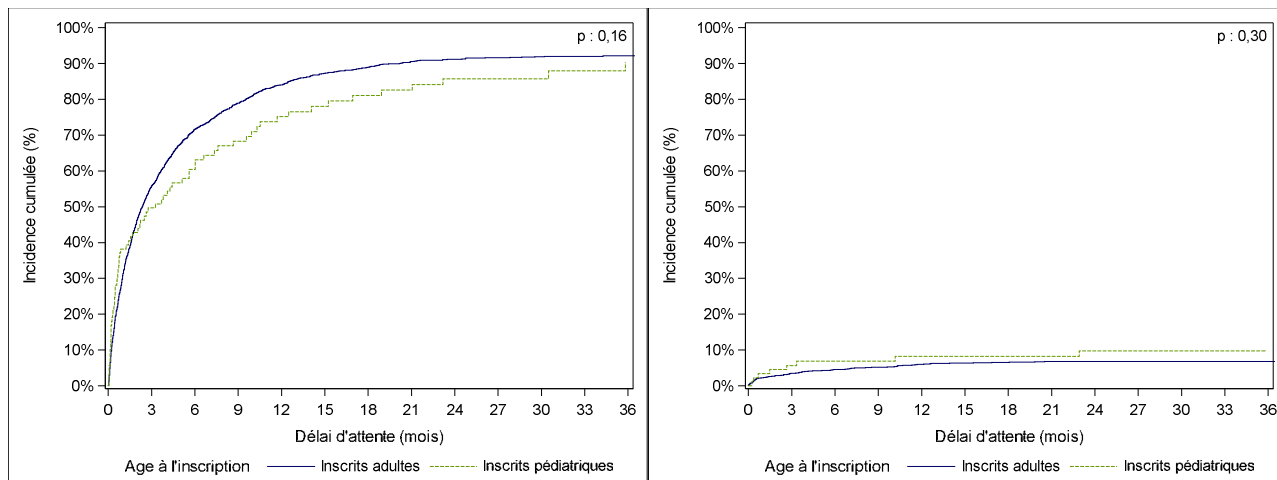 p : 0,16
Incidence cumulée (%)
100%
90%
80%
70%
60%
50%
40%
30%
20%
10%
0%
0 3 6 9 12 15 18 21 24 27 30 33 36
Délai d'attente (mois)
Age à l'inscription Inscrits adultes Inscrits pédiatriques
p : 0,30
Incidence cumulée (%)
100%
90%
80%
70%
60%
50%
40%
30%
20%
10%
0%
0 3 6 9 12 15 18 21 24 27 30 33 36
Délai d'attente (mois)
Age à l'inscription Inscrits adultes Inscrits pédiatriques